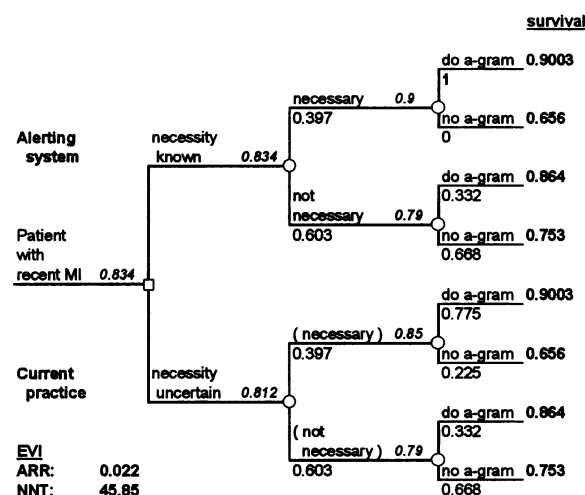 survival
do a-gram 0.9003
1
necessary 0.9
0.397
no a-gram 0.656
0
Alerting
system
necessity
known 0.834
do a-gram 0.864
0.332
not
necessary 0.79
0.603
no a-gram 0.753
0.668
Patient
with
recent MI 0.834
do a-gram 0.9003
0.775
( necessary ) 0.85
0.397
no a-gram 0.656
0.225
Current
practice
necessity
uncertain 0.812
do a-gram 0.864
0.332
( not
necessary ) 0.79
0.603
no a-gram 0.753
0.668
EVI
ARR: 0.022
NNT: 45.85